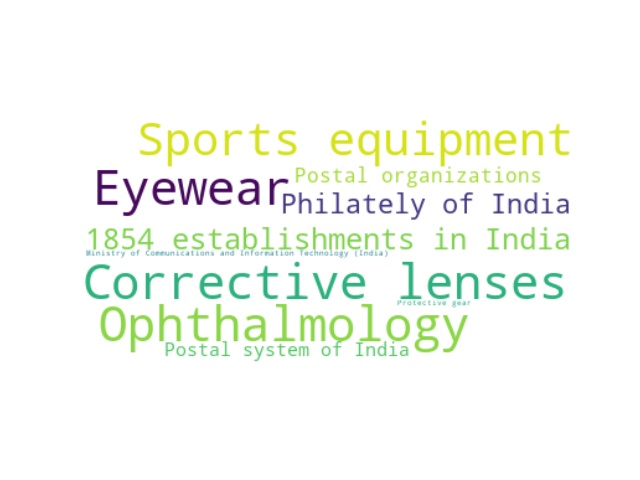 Sports equipment
Eyewear
Postal organizations
Philately of India
1854 establishments in India
Ministry of Communications and Information Technology (India)
Corrective lenses
Protective gear
Ophthalmology
Postal system of India